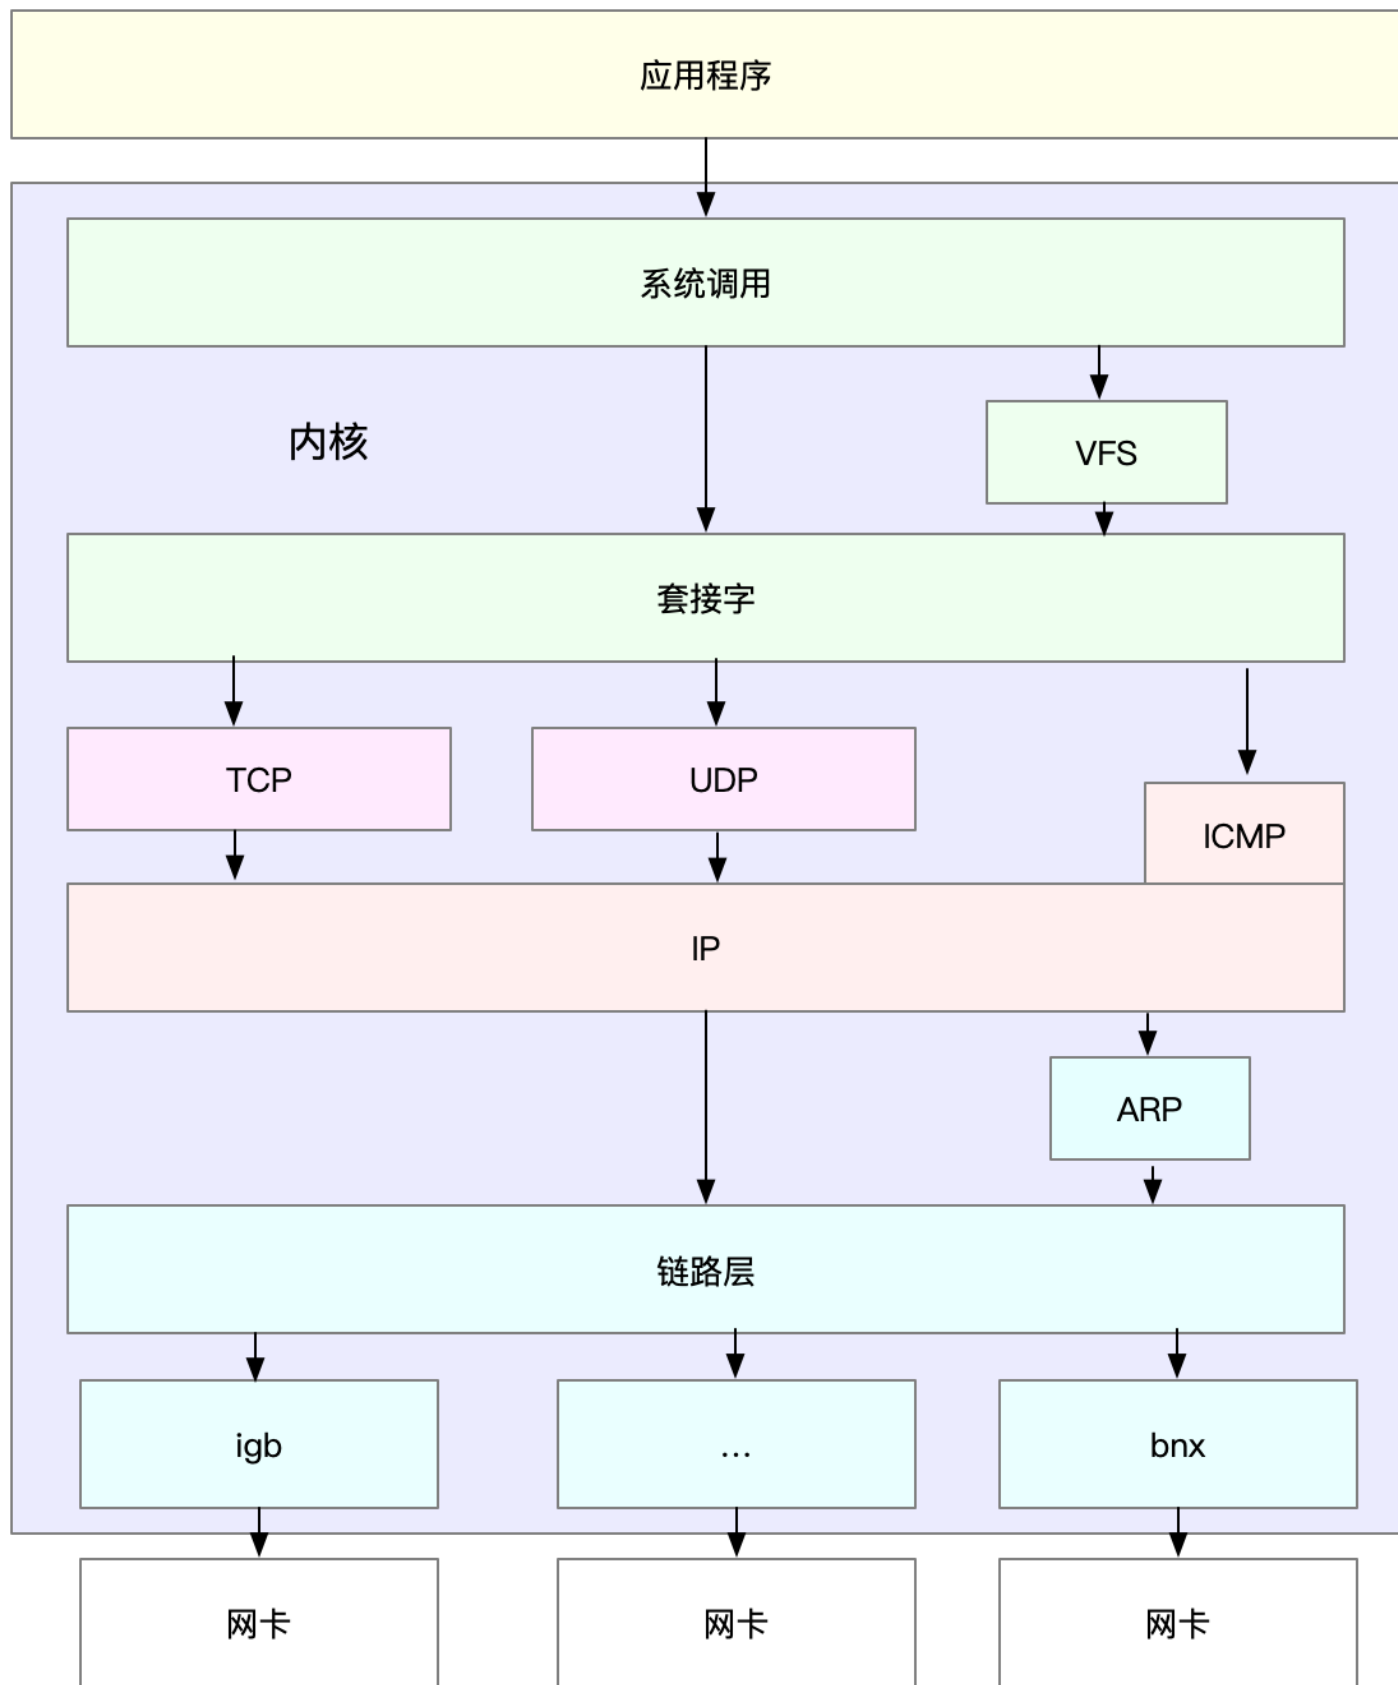 应用程序
系统调用
内核
VFS
套接字
TCP
UDP
ICMP
IP
ARP
链路层
igb
...
bnx
网卡
网卡
网卡